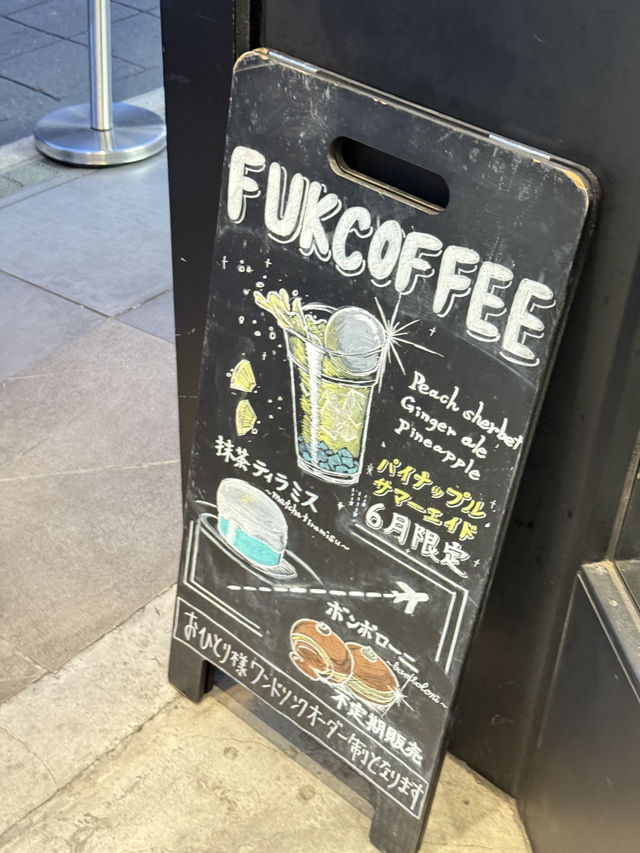 FUKCOFFEE
Peach sherbet
Ginger ale
Pineapple
パイナップル
サマーエイド
6月限定
抹茶ティラミス
~matcha tiramisu~
ボンボローニ
~bomboloni~
不定期販売
おひとり様ワンドリンクオーダー制となります